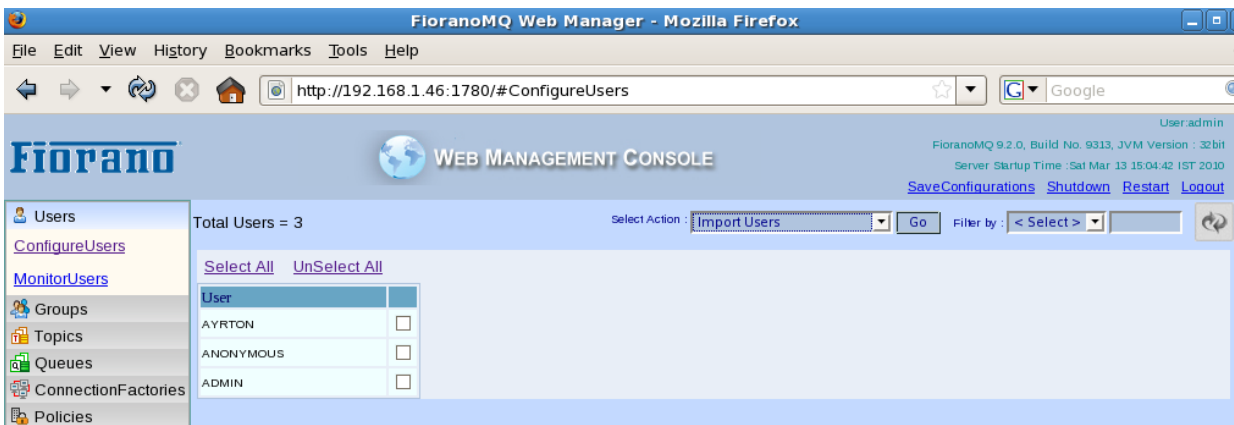 FioranoMQ Web Manager - Mozilla Firefox
File Edit View History Bookmarks Tools Help
http://192.168.1.46:1780/#ConfigureUsers
G Google
User:admin
Fiorano
WEB MANAGEMENT CONSOLE
FioranoMQ 9.2.0, Build No. 9313, JVM Version : 32bit
Server Startup Time :Sat Mar 13 15:04:42 IST 2010
SaveConfigurations Shutdown Restart Logout
Users
ConfigureUsers
MonitorUsers
Groups
Topics
Queues
ConnectionFactories
Policies
Total Users = 3
Select Action : Import Users Go Filter by : < Select >
Select All UnSelect All
User
AYRTON
ANONYMOUS
ADMIN